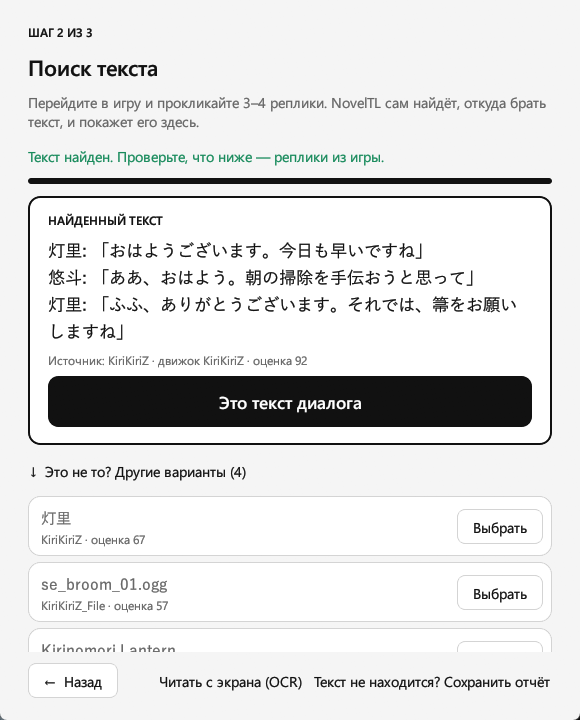 ШАГ 2 ИЗ 3
Поиск текста
Перейдите в игру и прокликайте 3–4 реплики. NovelTL сам найдёт, откуда брать
текст, и покажет его здесь.
Текст найден. Проверьте, что ниже — реплики из игры.
НАЙДЕННЫЙ ТЕКСТ
灯里: 「おはようございます。今日も早いですね」
悠斗: 「ああ、おはよう。朝の掃除を手伝おうと思って」
灯里: 「ふふ、ありがとうございます。それでは、箒をお願い
しますね」
Источник: KiriKiriZ · движок KiriKiriZ · оценка 92
Это текст диалога
↓ Это не то? Другие варианты (4)
灯里
KiriKiriZ · оценка 67
Выбрать
se_broom_01.ogg
KiriKiriZ_File · оценка 57
Выбрать
Kirinomori Lantern
← Назад
Читать с экрана (OCR)
Текст не находится? Сохранить отчёт